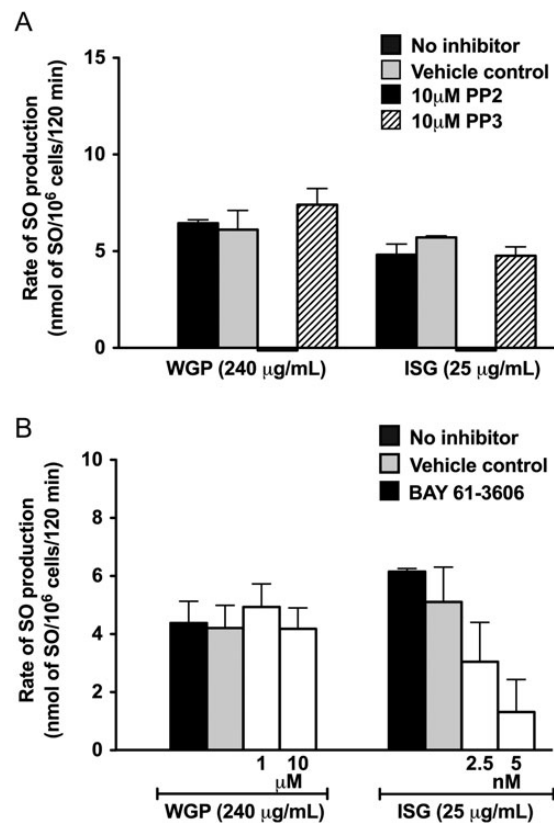 A
No inhibitor
Vehicle control
10μM PP2
10μM PP3
Rate of SO production
(nmol of SO/10⁶ cells/120 min)
15
10
5
0
WGP (240 μg/mL)
ISG (25 μg/mL)
B
No inhibitor
Vehicle control
BAY 61-3606
Rate of SO production
(nmol of SO/10⁶ cells/120 min)
10
8
6
4
2
0
1 10
μM
2.5 5
nM
WGP (240 μg/mL)
ISG (25 μg/mL)